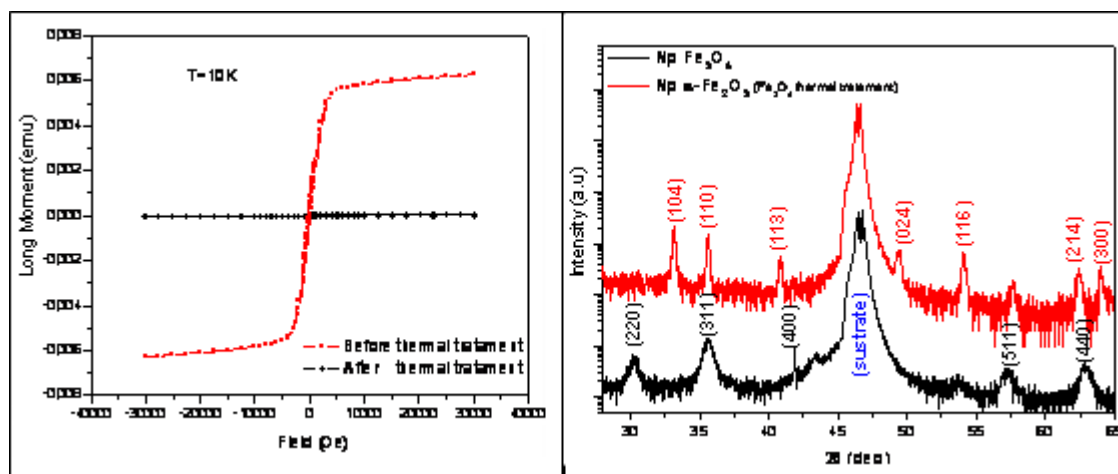 0,008
0,006
0,004
0,002
0,000
-0,002
-0,004
-0,006
-0,008
Long Moment (emu)
T=10K
Before thermal tratament
After thermal tratament
-40000 -30000 -20000 -10000 0 10000 20000 30000 40000
Field (Oe)
Intensity (a.u)
Np Fe3O4
Np α-Fe2O3 (Fe3O4 thermal treatement)
(104)
(110)
(113)
(024)
(116)
(214)
(300)
(220)
(311)
(400)
(sustrate)
(511)
(440)
30 35 40 45 50 55 60 65
2θ (deg)